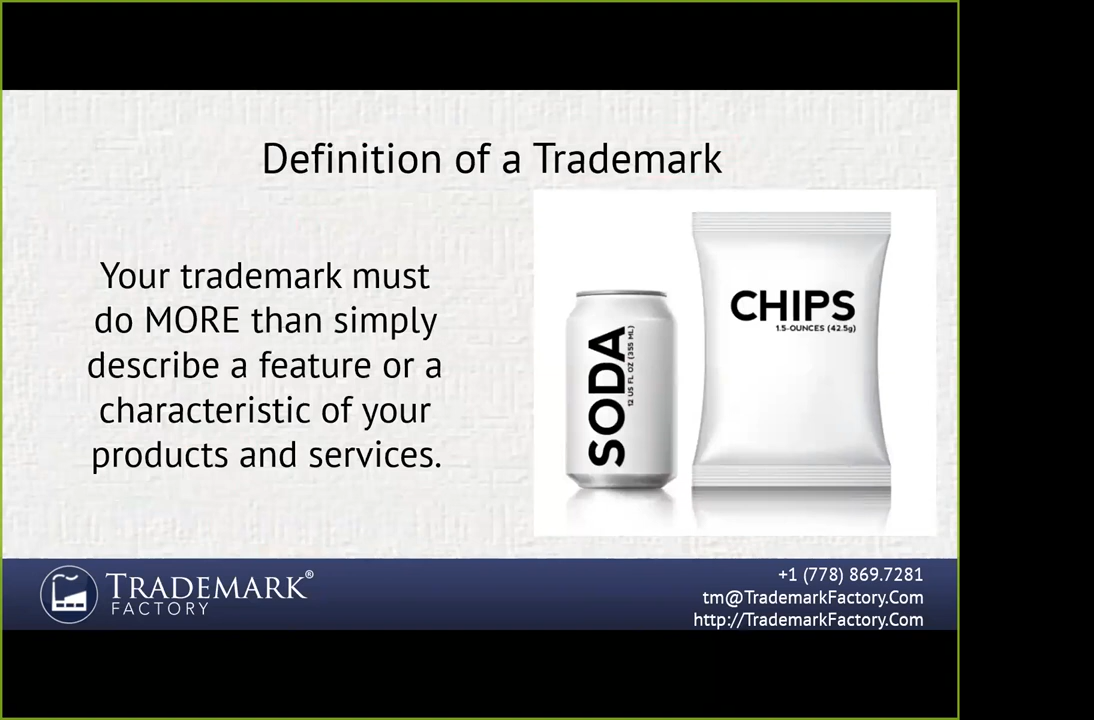 Definition of a Trademark
Your trademark must
do MORE than simply
describe a feature or a
characteristic of your
products and services.
SODA
12 US FL OZ (355 ML)
CHIPS
1.5-OUNCES (42.5g)
TRADEMARK®
FACTORY
+1 (778) 869.7281
tm@TrademarkFactory.Com
http://TrademarkFactory.Com